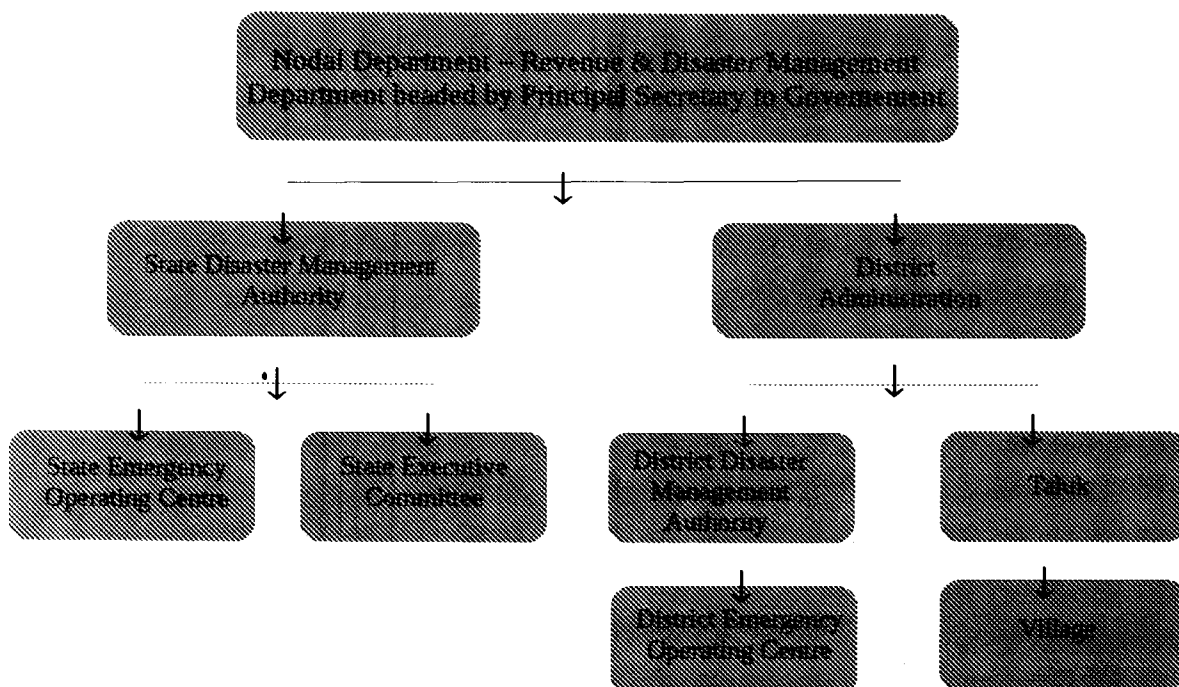 Nodal Department – Revenue & Disaster Management
Department headed by Principal Secretary to Governement
State Disaster Management
Authority
District
Administration
State Emergency
Operating Centre
State Executive
Committee
District Disaster
Management
Authority
Taluk
District Emergency
Operating Centre
Village